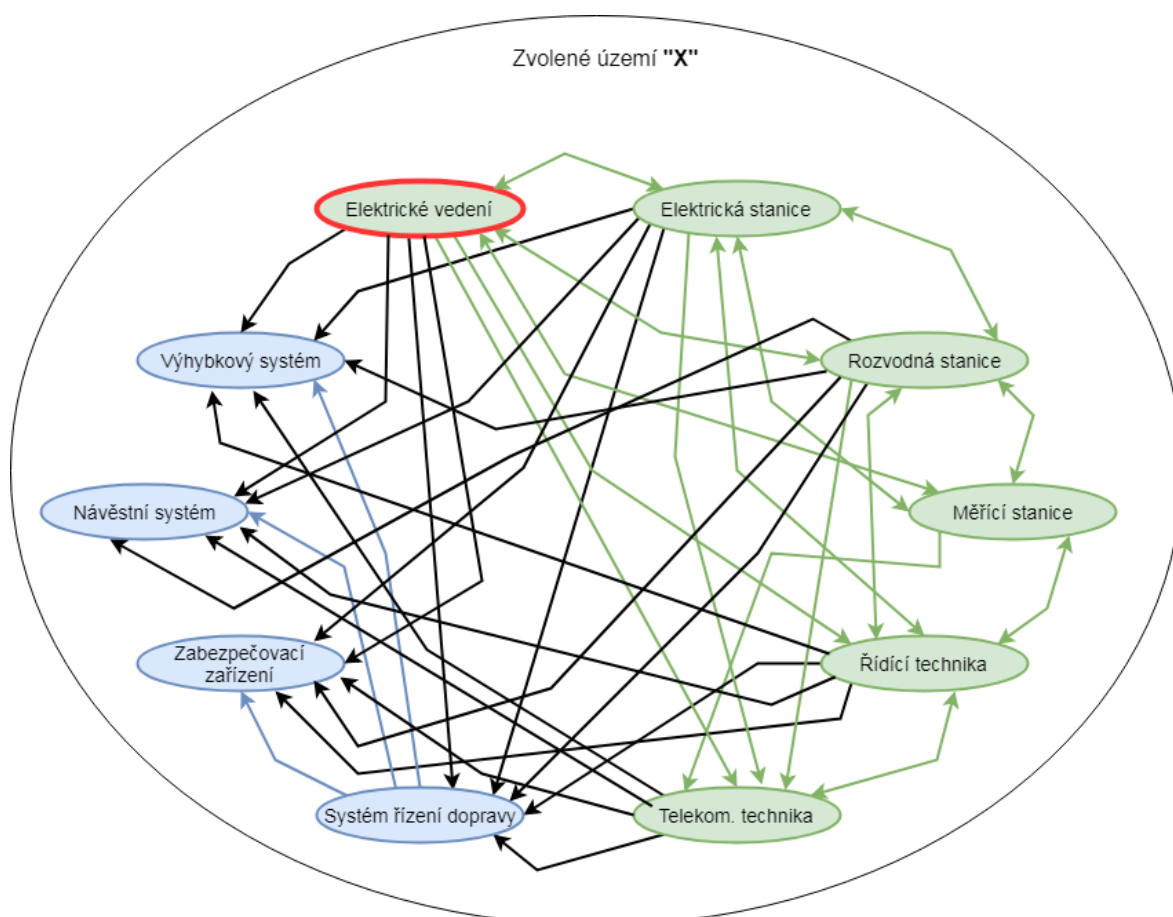 Zvolené území "X"
Elektrické vedení
Elektrická stanice
Výhybkový systém
Rozvodná stanice
Návěstní systém
Měřící stanice
Zabezpečovací
zařízení
Řídící technika
Systém řízení dopravy
Telekom. technika